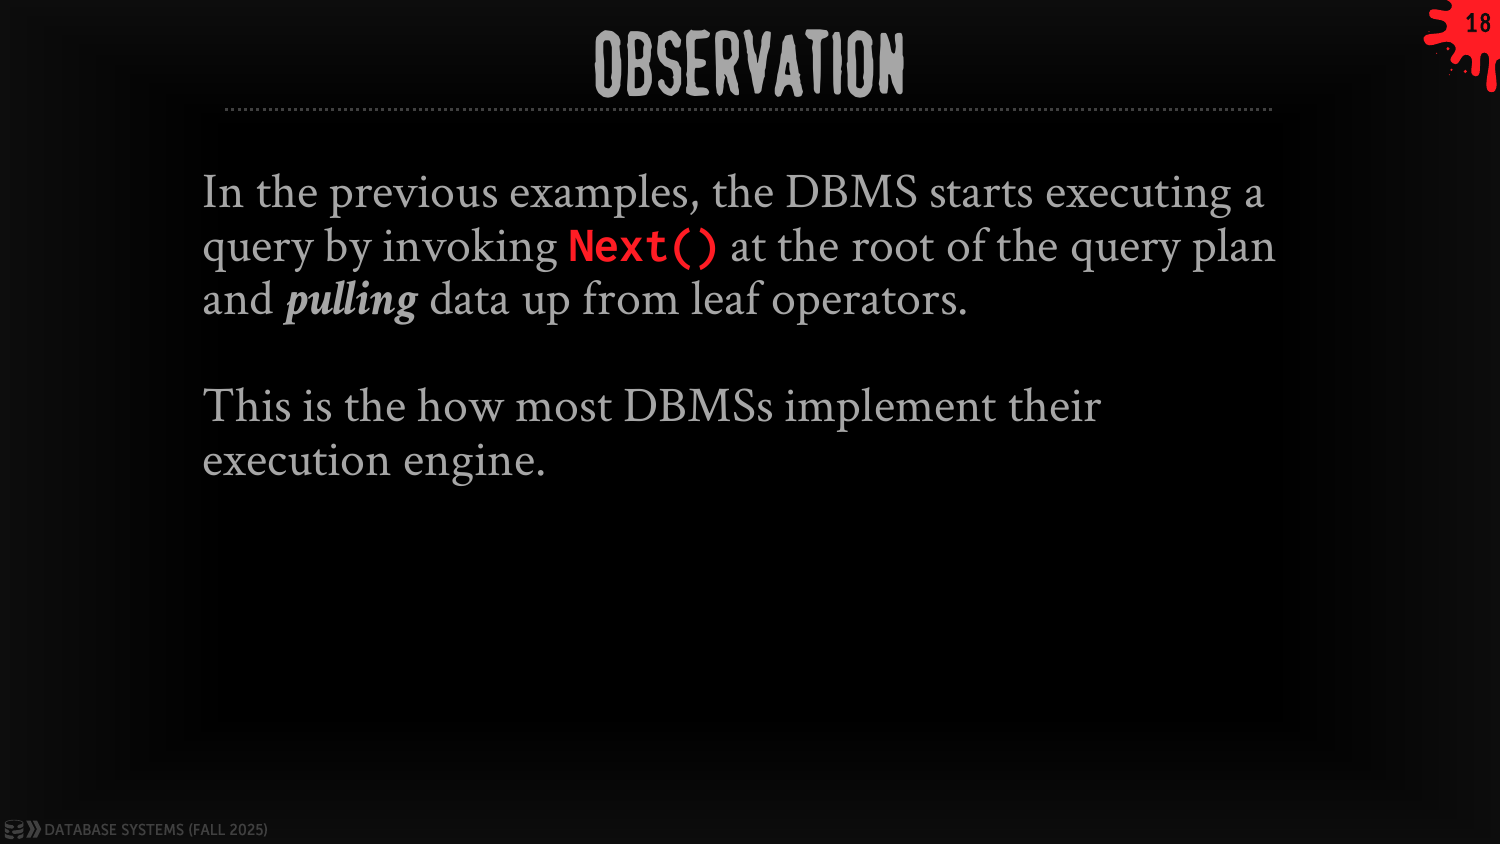 18
OBSERVATION
In the previous examples, the DBMS starts executing a
query by invoking Next() at the root of the query plan
and pulling data up from leaf operators.
This is the how most DBMSs implement their
execution engine.
DATABASE SYSTEMS (FALL 2025)